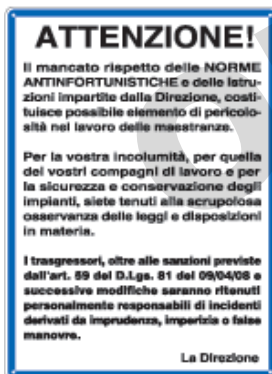 ATTENZIONE!
Il mancato rispetto delle NORME
ANTINFORTUNISTICHE e delle Istru-
zioni impartite dalla Direzione, costi-
tuisce possibile elemento di pericolo-
sità nel lavoro delle maestranze.
Per la vostra incolumità, per quella
dei vostri compagni di lavoro e per
la sicurezza e conservazione degli
impianti, siete tenuti alla scrupolosa
osservanza delle leggi e disposizioni
in materia.
I trasgressori, oltre alle sanzioni previste
dall'art. 59 del D.Lgs. 81 del 09/04/08 e
successive modifiche saranno ritenuti
personalmente responsabili di incidenti
derivati da imprudenza, imperizia o false
manovre.
La Direzione